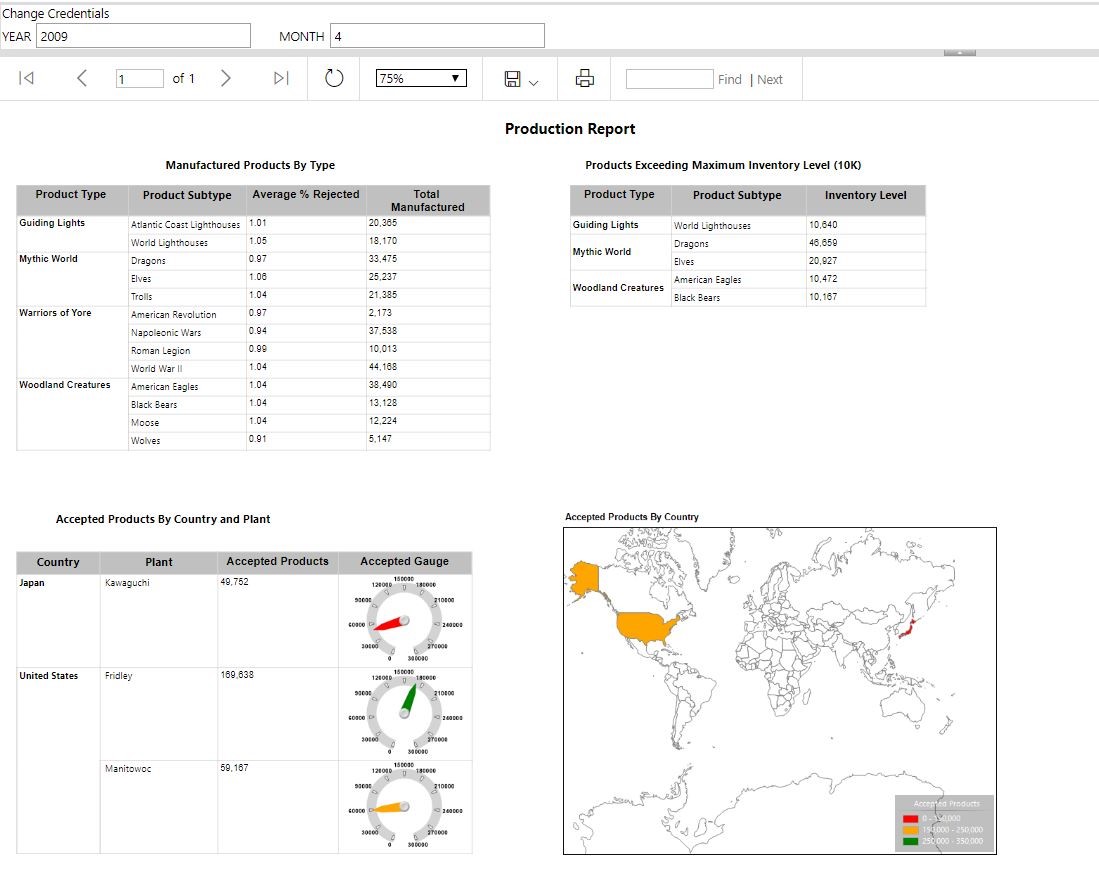 Change Credentials
YEAR 2009 MONTH 4
1 of 1 75% Find | Next
Production Report
Manufactured Products By Type
Product Type Product Subtype Average % Rejected Total Manufactured
Guiding Lights Atlantic Coast Lighthouses 1.01 20,365
World Lighthouses 1.05 18,170
Mythic World Dragons 0.97 33,475
Elves 1.06 25,237
Trolls 1.04 21,385
Warriors of Yore American Revolution 0.97 2,173
Napoleonic Wars 0.94 37,538
Roman Legion 0.99 10,013
World War II 1.04 44,168
Woodland Creatures American Eagles 1.04 38,490
Black Bears 1.04 13,128
Moose 1.04 12,224
Wolves 0.91 5,147
Products Exceeding Maximum Inventory Level (10K)
Product Type Product Subtype Inventory Level
Guiding Lights World Lighthouses 10,640
Mythic World Dragons 46,659
Elves 20,927
Woodland Creatures American Eagles 10,472
Black Bears 10,167
Accepted Products By Country and Plant
Country Plant Accepted Products Accepted Gauge
Japan Kawaguchi 49,752
150000
120000 180000
90000 210000
60000 240000
30000 270000
0 300000
United States Fridley 169,638
150000
120000 180000
90000 210000
60000 240000
30000 270000
0 300000
Manitowoc 59,167
150000
120000 180000
90000 210000
60000 240000
30000 270000
0 300000
Accepted Products By Country
Accepted Products
0 - 150,000
150,000 - 250,000
250,000 - 350,000